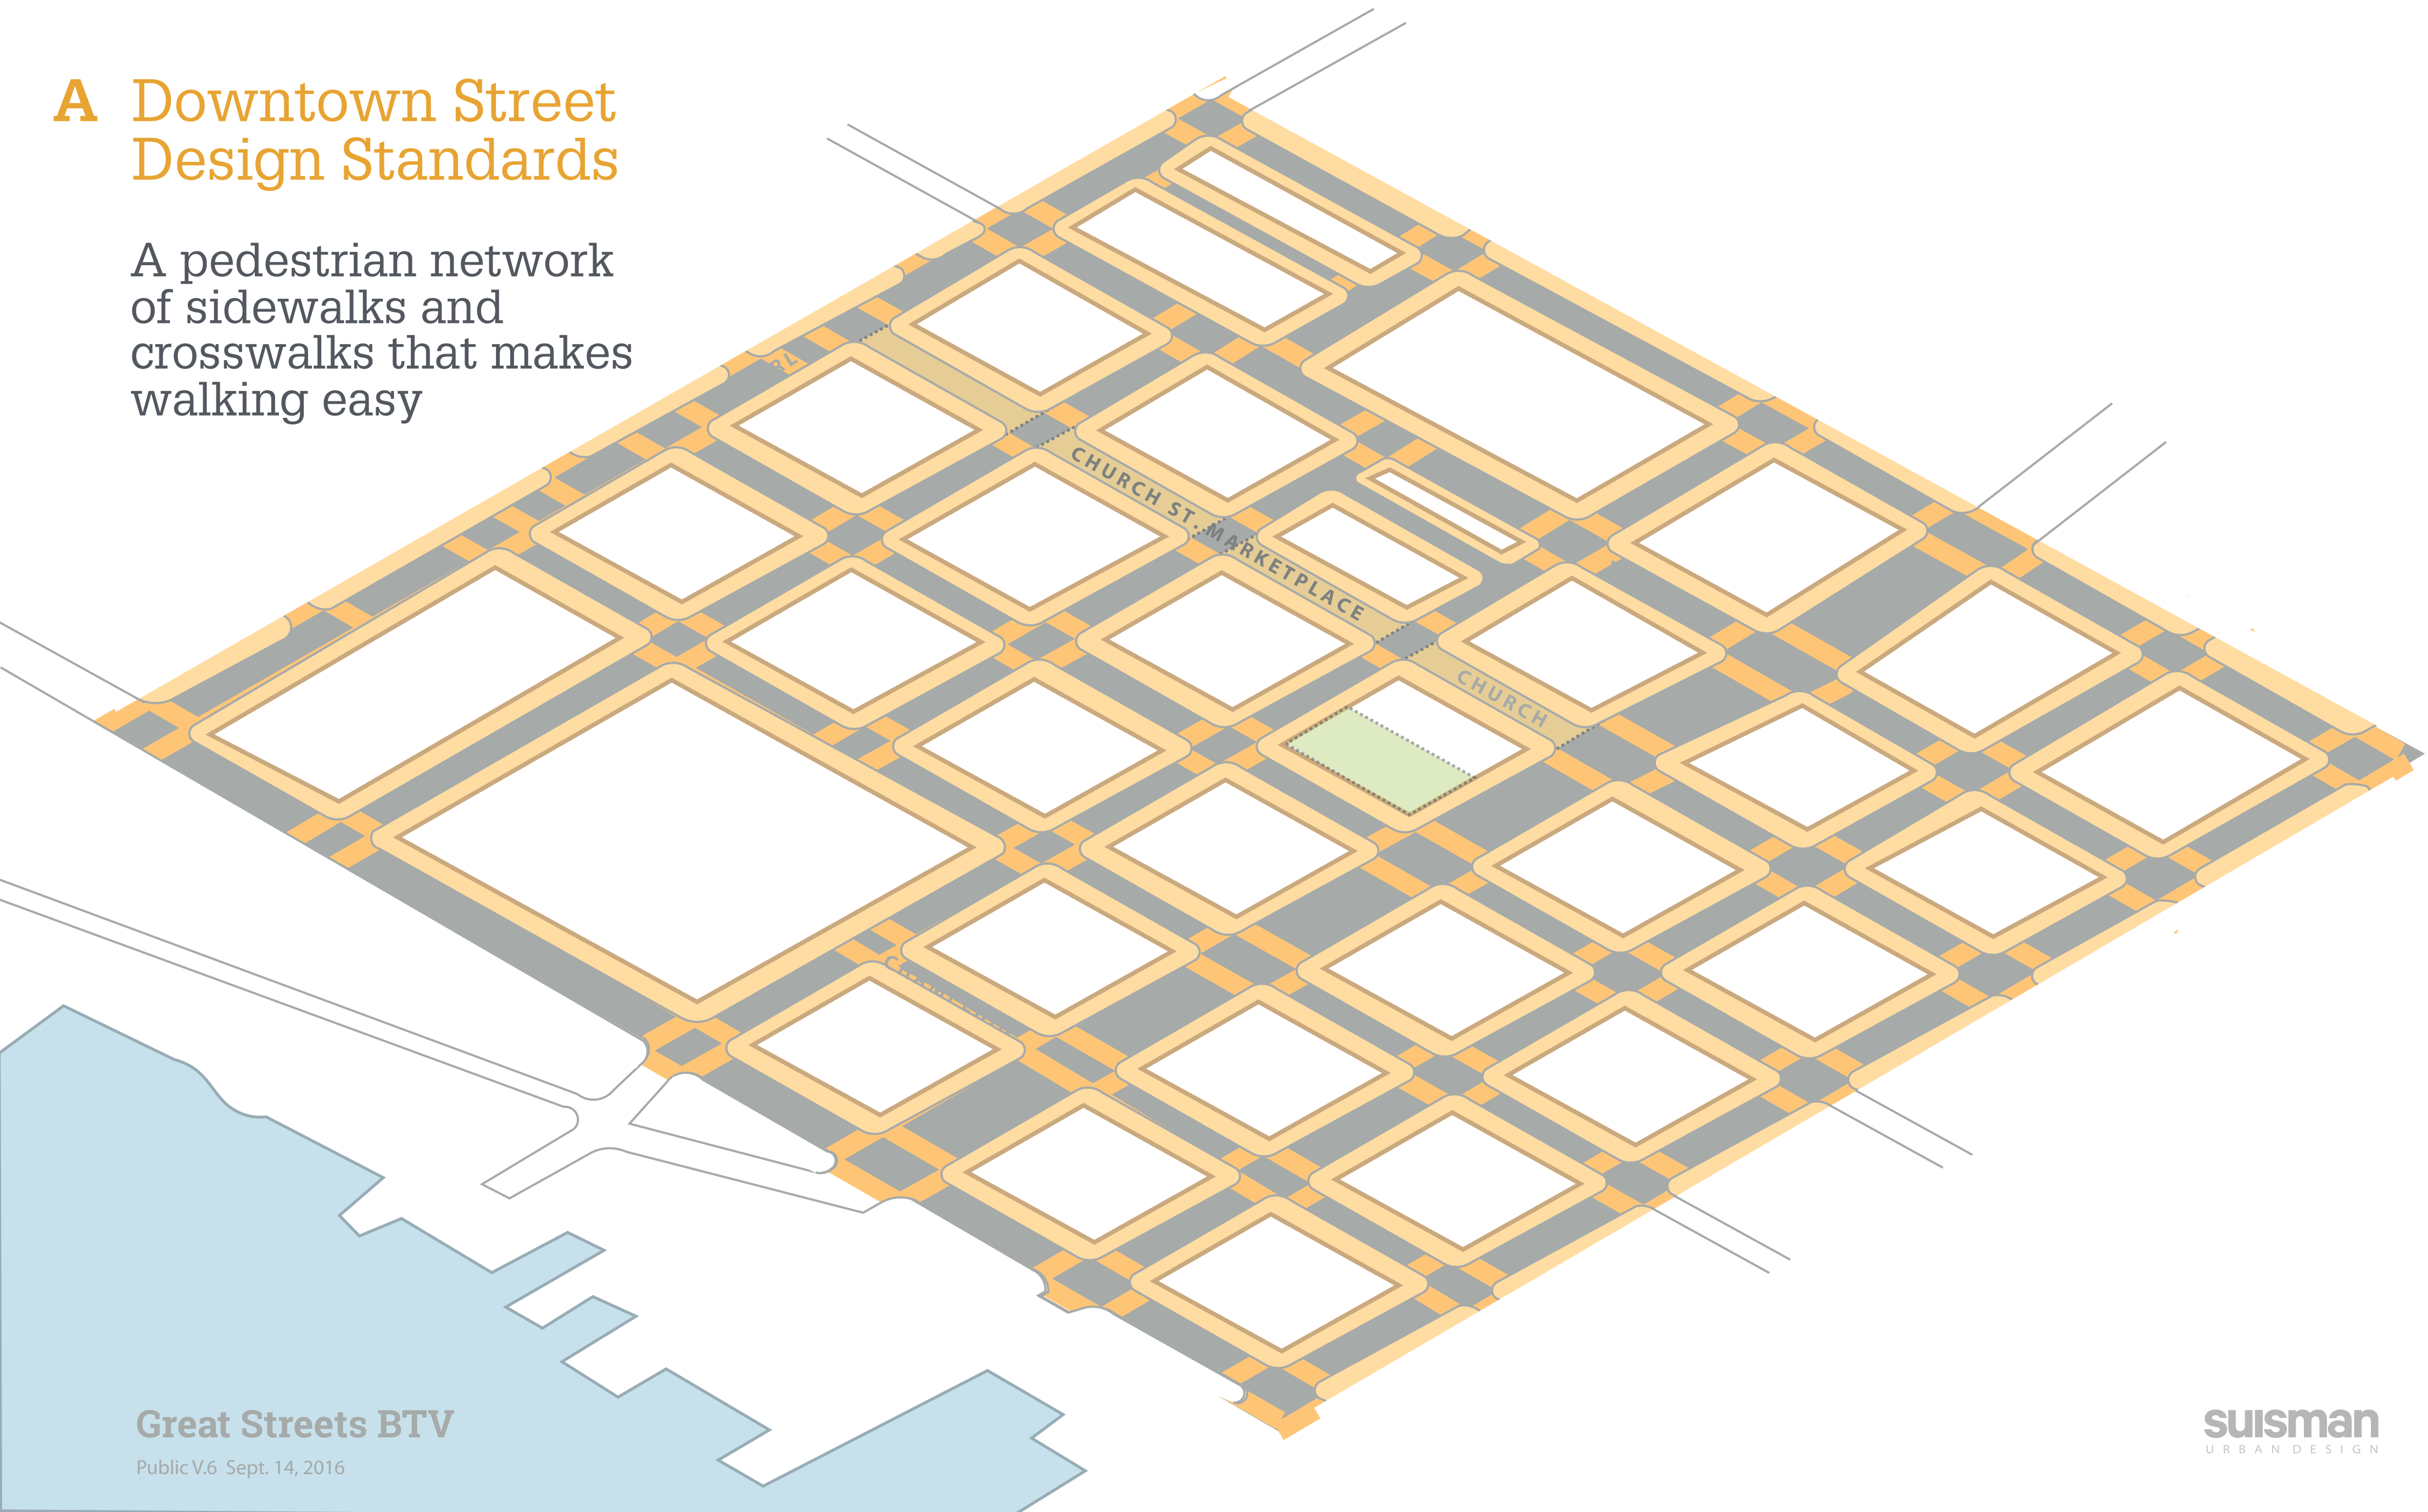 A Downtown Street
Design Standards
A pedestrian network
of sidewalks and
crosswalks that makes
walking easy
CHURCH ST. MARKETPLACE
CHURCH
Great Streets BTV
Public V.6 Sept. 14, 2016
suisman
URBAN DESIGN